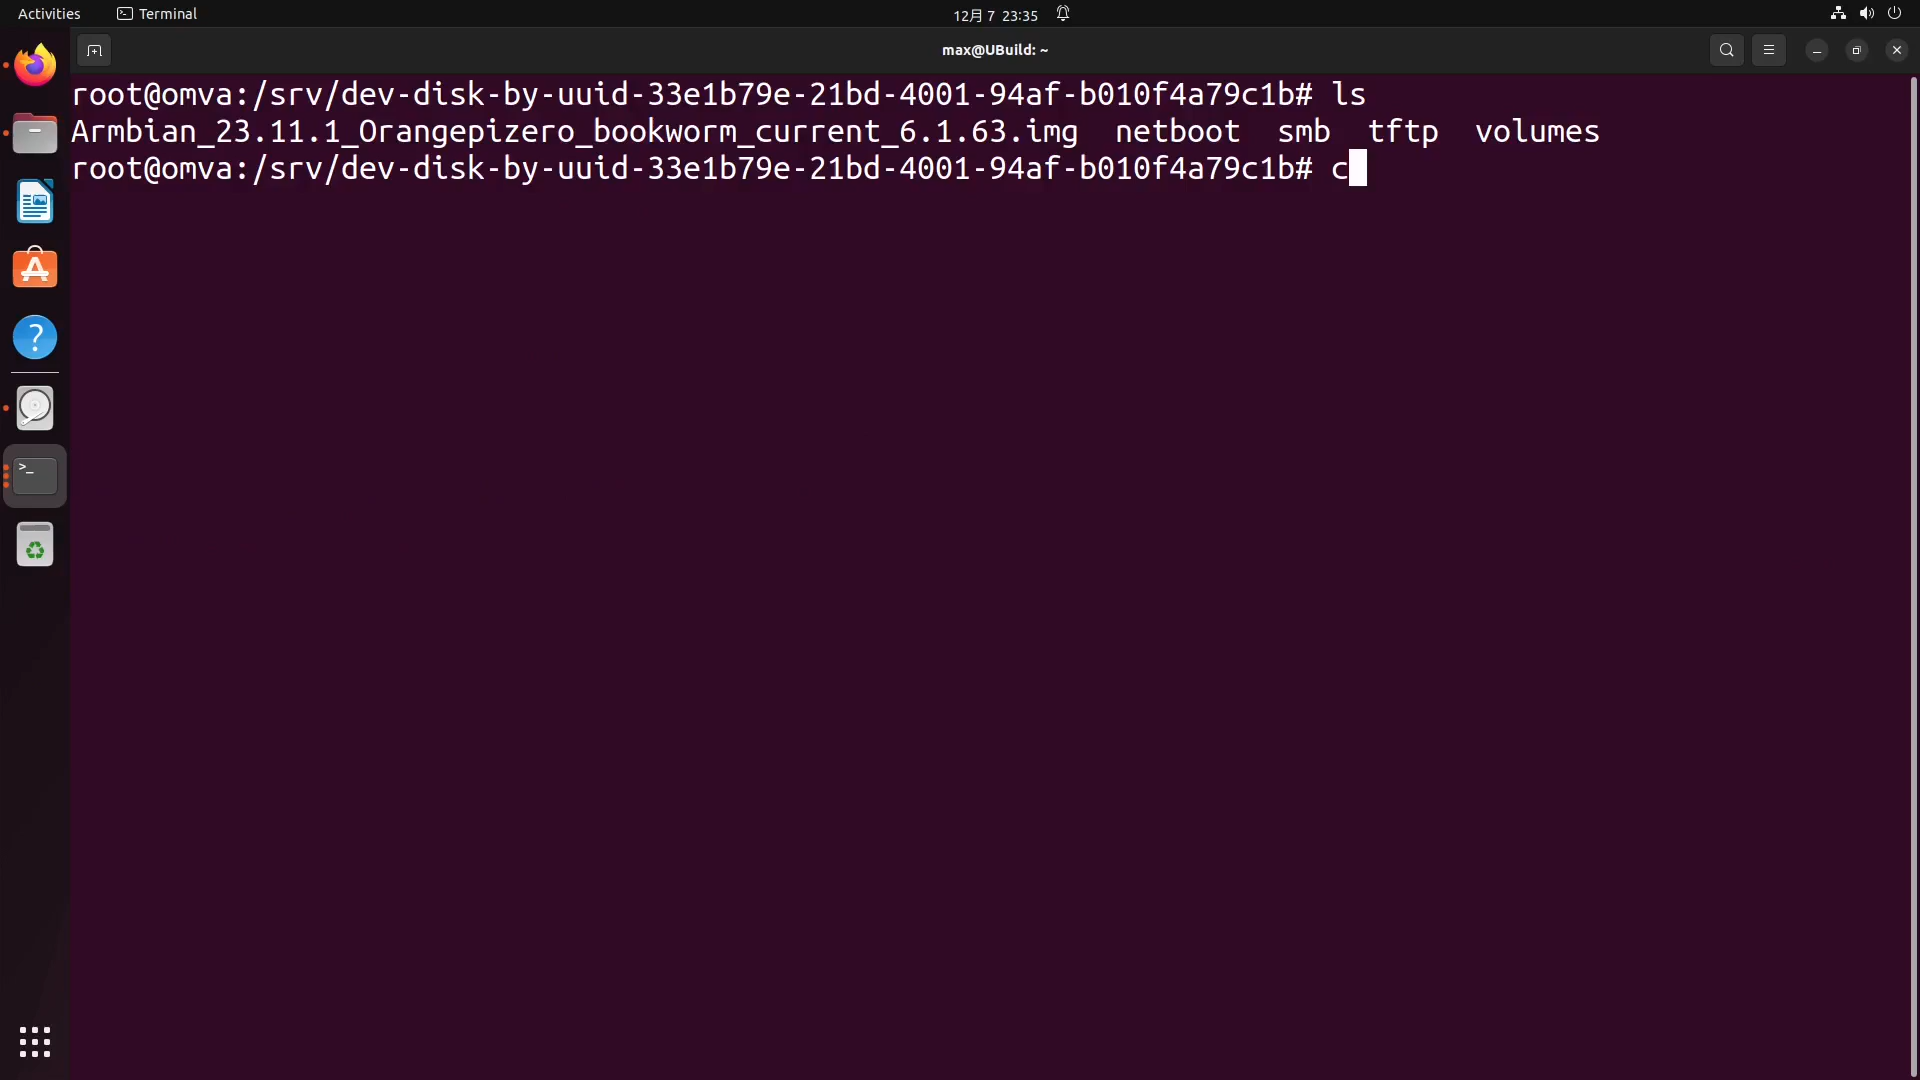 Activities
Terminal
12月 7 23:35
max@UBuild: ~
root@omva:/srv/dev-disk-by-uuid-33e1b79e-21bd-4001-94af-b010f4a79c1b# ls
Armbian_23.11.1_Orangepizero_bookworm_current_6.1.63.img netboot smb tftp volumes
root@omva:/srv/dev-disk-by-uuid-33e1b79e-21bd-4001-94af-b010f4a79c1b# c